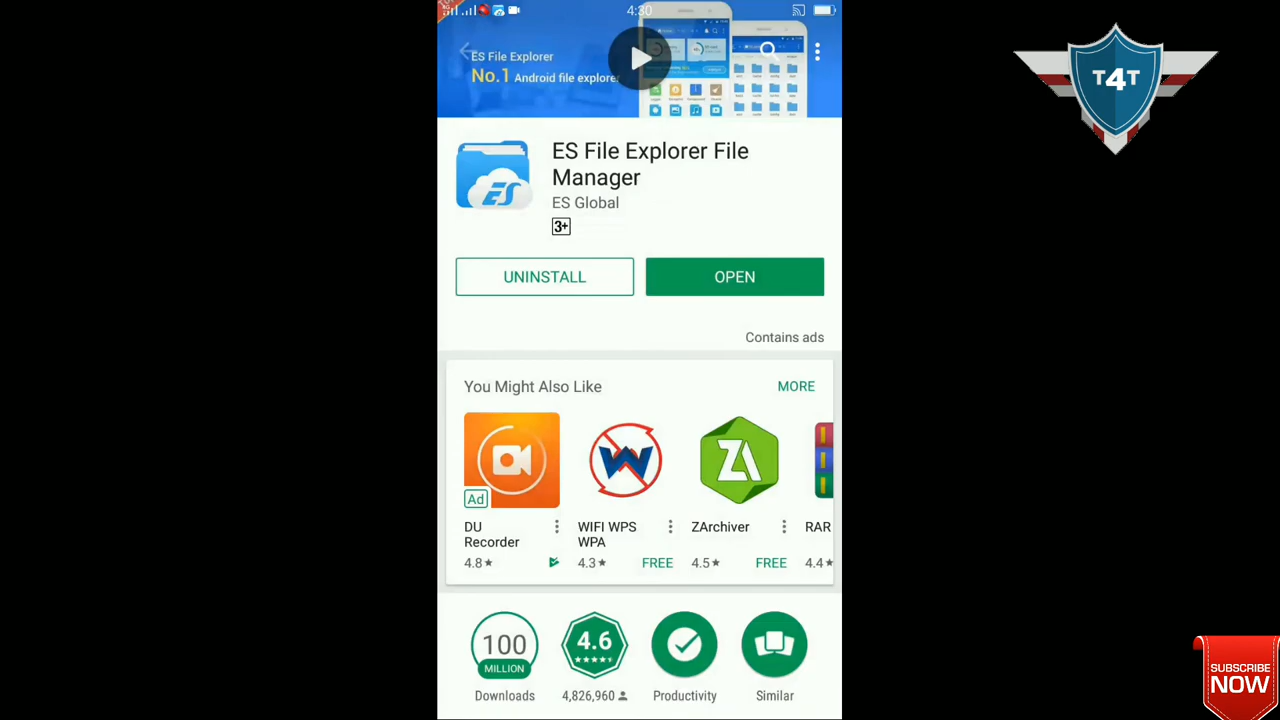 4:30
ES File Explorer
No.1 Android file explorer
T4T
ES File Explorer File
Manager
ES Global
3+
UNINSTALL
OPEN
Contains ads
You Might Also Like
MORE
Ad
DU
Recorder
4.8★
WIFI WPS
WPA
4.3★
FREE
ZA
ZArchiver
4.5★
FREE
RAR
4.4★
100
MILLION
Downloads
4.6
4,826,960
Productivity
Similar
SUBSCRIBE
NOW